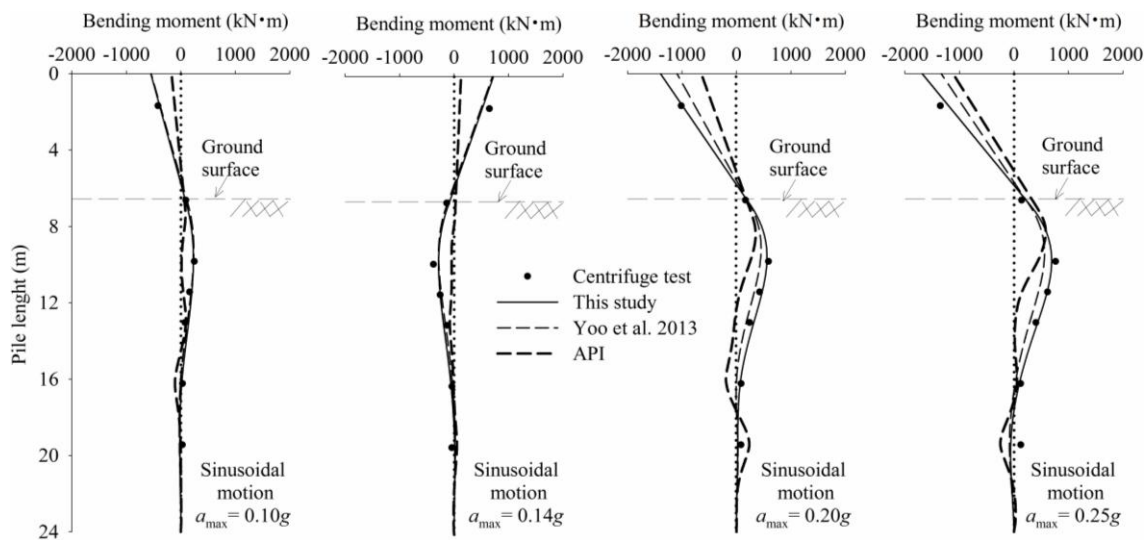 Bending moment (kN·m) Bending moment (kN·m) Bending moment (kN·m) Bending moment (kN·m)
-2000 -1000 0 1000 2000 -2000 -1000 0 1000 2000 -2000 -1000 0 1000 2000 -2000 -1000 0 1000 2000
0
4
8
12
16
20
24
Pile lenght (m)
Ground
surface
Ground
surface
Ground
surface
Ground
surface
Centrifuge test
This study
Yoo et al. 2013
API
Sinusoidal
motion
amax = 0.10g
Sinusoidal
motion
amax = 0.14g
Sinusoidal
motion
amax = 0.20g
Sinusoidal
motion
amax = 0.25g